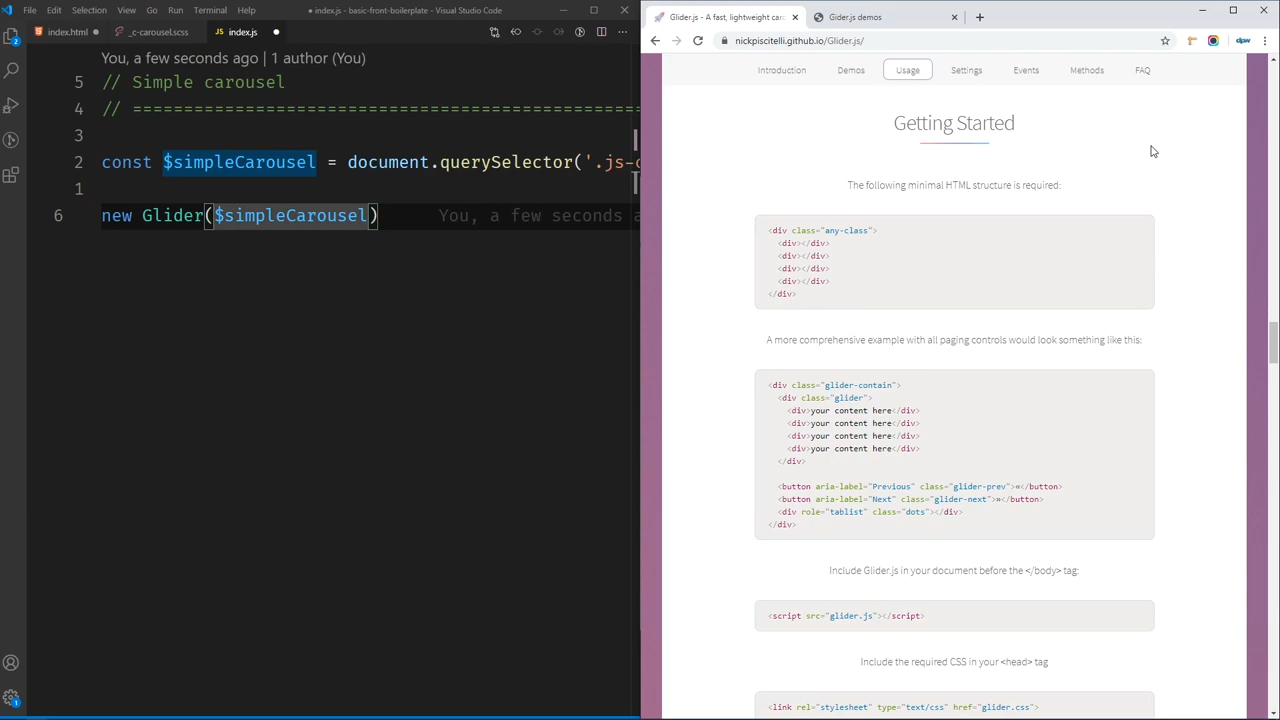 File Edit Selection View Go Run Terminal Help
• index.js - basic-front-boilerplate - Visual Studio Code
index.html •
_c-carousel.scss
index.js •
You, a few seconds ago | 1 author (You)
5 // Simple carousel
4 // =================================================
3
2 const $simpleCarousel = document.querySelector('.js-c
1
6 new Glider($simpleCarousel) You, a few seconds a
2
1
Glider.js - A fast, lightweight car
Glider.js demos
nickpiscitelli.github.io/Glider.js/
dpw
Introduction Demos Usage Settings Events Methods FAQ
Getting Started
The following minimal HTML structure is required:
<div class="any-class">
<div></div>
<div></div>
<div></div>
<div></div>
</div>
A more comprehensive example with all paging controls would look something like this:
<div class="glider-contain">
<div class="glider">
<div>your content here</div>
<div>your content here</div>
<div>your content here</div>
<div>your content here</div>
</div>
<button aria-label="Previous" class="glider-prev">«</button>
<button aria-label="Next" class="glider-next">»</button>
<div role="tablist" class="dots"></div>
</div>
Include Glider.js in your document before the </body> tag:
<script src="glider.js"></script>
Include the required CSS in your <head> tag
<link rel="stylesheet" type="text/css" href="glider.css">